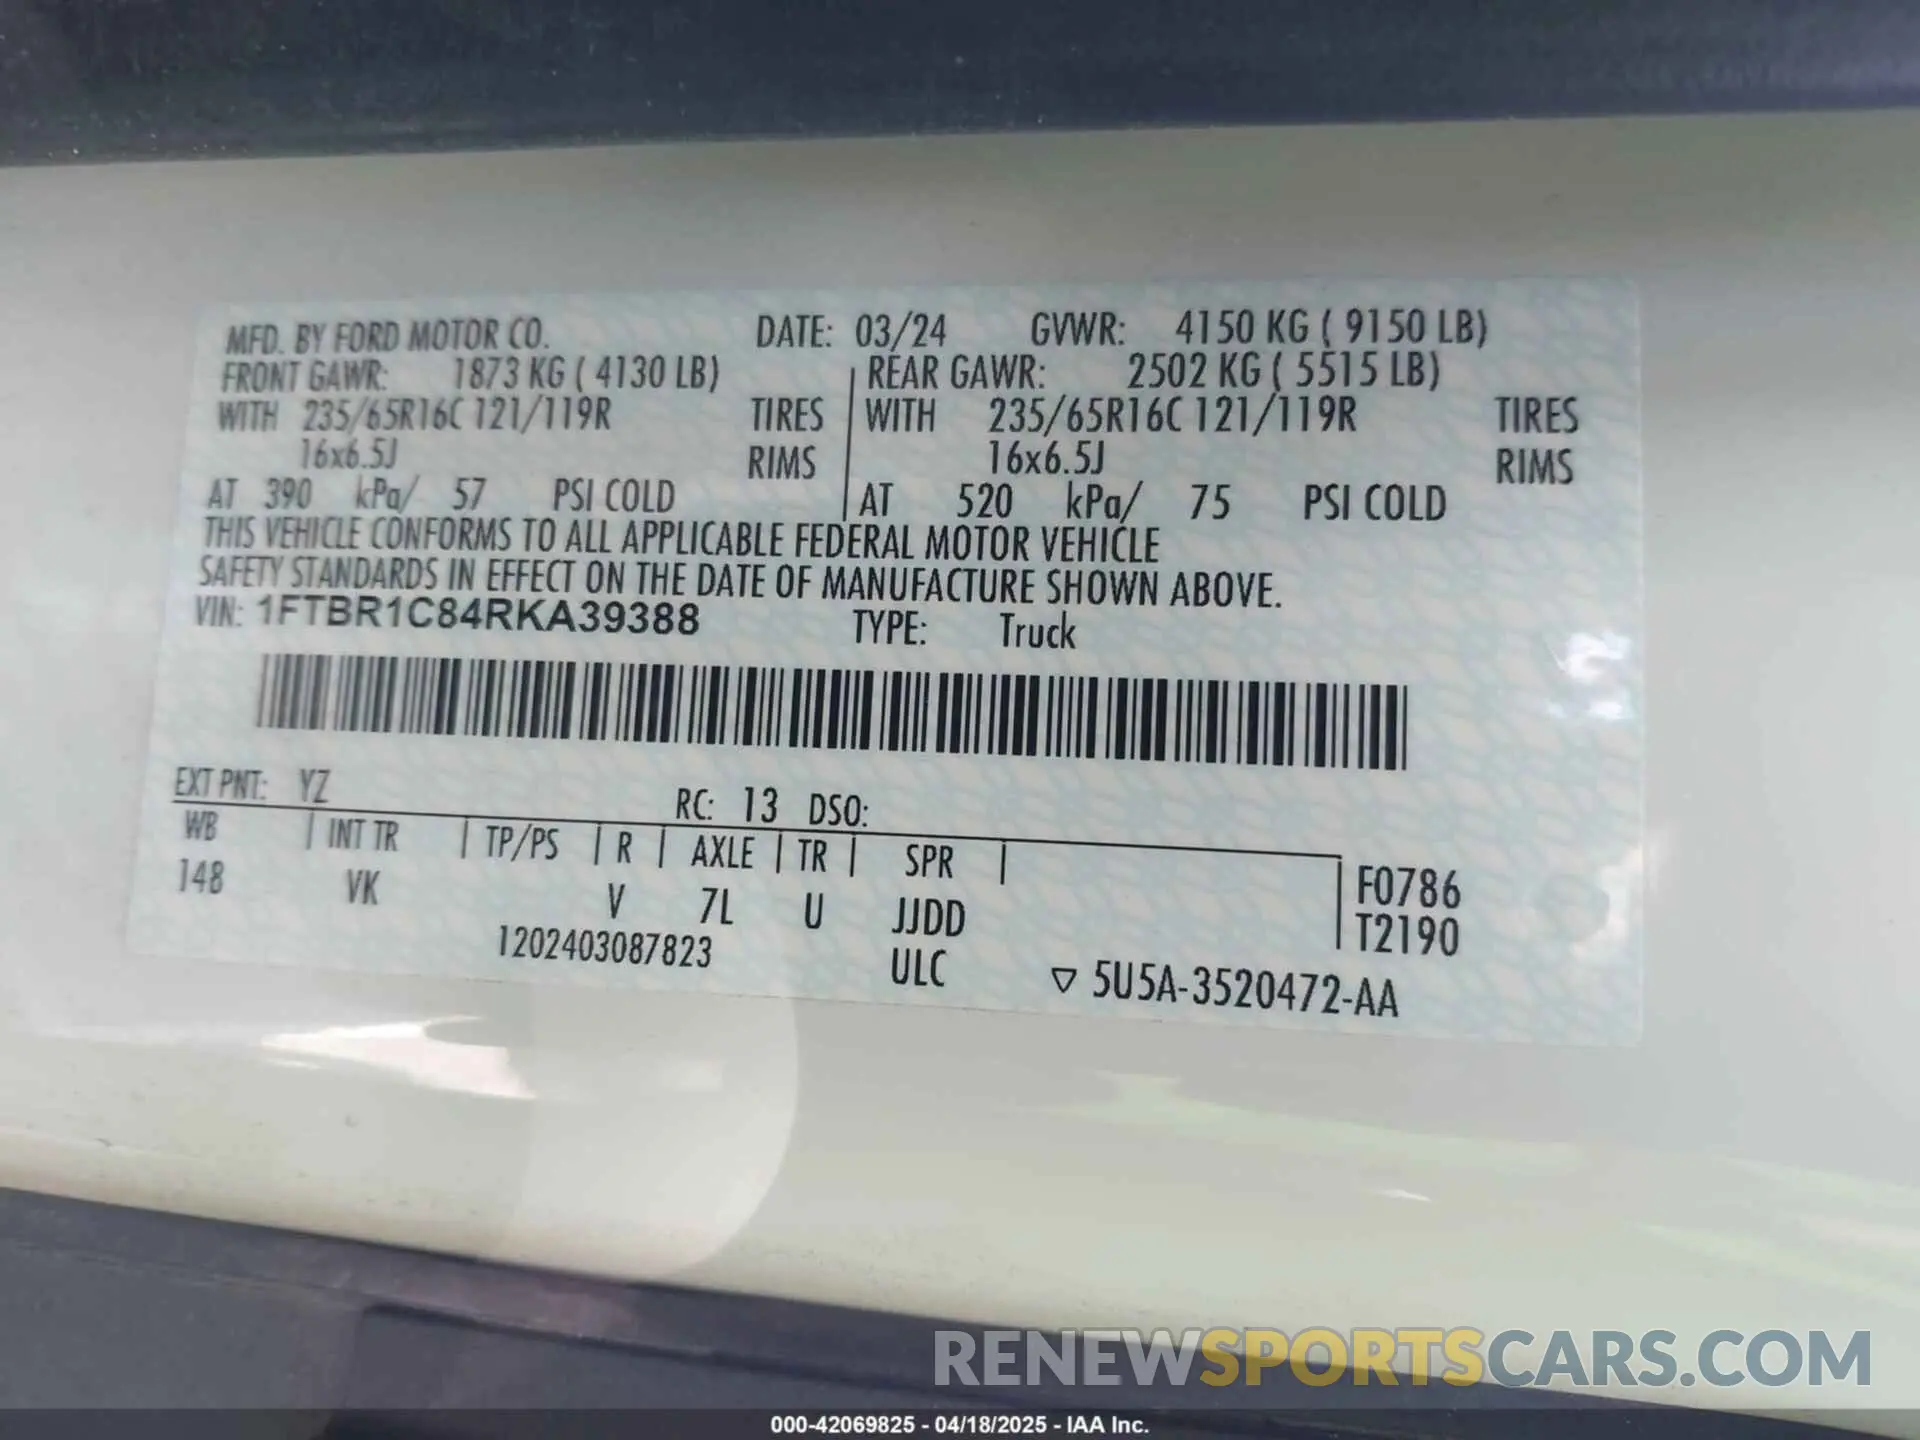 MFD. BY FORD MOTOR CO. DATE: 03/24 GVWR: 4150 KG ( 9150 LB)
FRONT GAWR: 1873 KG ( 4130 LB) REAR GAWR: 2502 KG ( 5515 LB)
WITH 235/65R16C 121/119R TIRES WITH 235/65R16C 121/119R TIRES
16x6.5J RIMS 16x6.5J RIMS
AT 390 kPa/ 57 PSI COLD AT 520 kPa/ 75 PSI COLD
THIS VEHICLE CONFORMS TO ALL APPLICABLE FEDERAL MOTOR VEHICLE
SAFETY STANDARDS IN EFFECT ON THE DATE OF MANUFACTURE SHOWN ABOVE.
VIN: 1FTBR1C84RKA39388 TYPE: Truck
EXT PNT: YZ RC: 13 DSO:
WB INT TR TP/PS R AXLE TR SPR
148 VK V 7L U JJDD
F0786
T2190
1202403087823 ULC ▽ 5U5A-3520472-AA
RENEWSPORTSCARS.COM
000-42069825 - 04/18/2025 - IAA Inc.